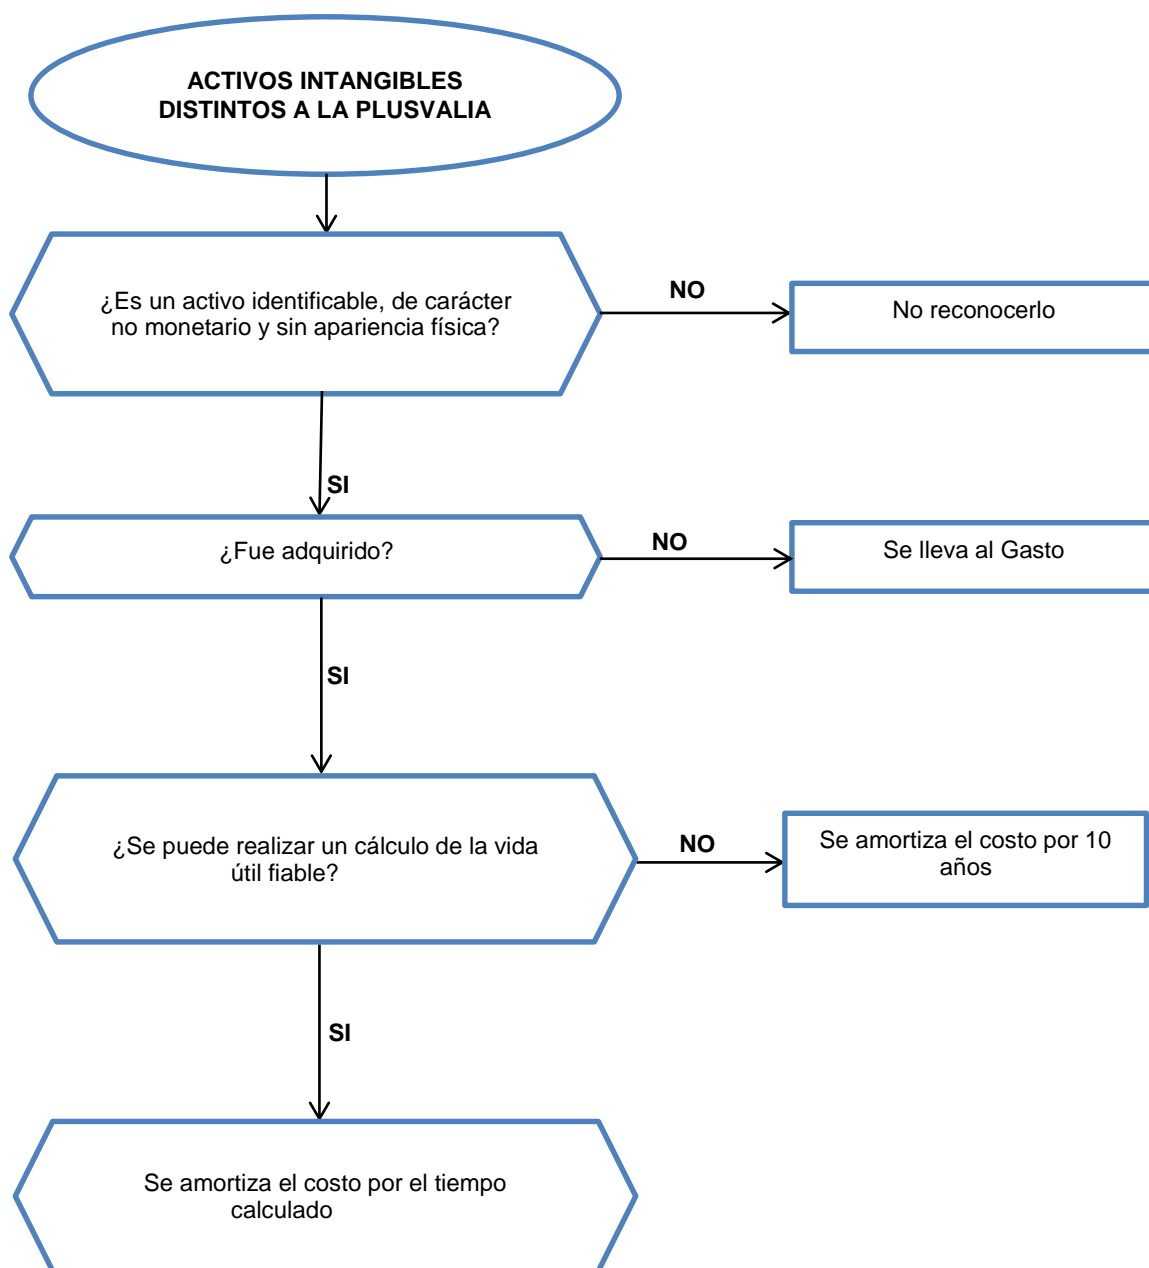 ACTIVOS INTANGIBLES
DISTINTOS A LA PLUSVALIA
¿Es un activo identificable, de carácter
no monetario y sin apariencia física?
NO
No reconocerlo
SI
¿Fue adquirido?
NO
Se lleva al Gasto
SI
¿Se puede realizar un cálculo de la vida
útil fiable?
NO
Se amortiza el costo por 10
años
SI
Se amortiza el costo por el tiempo
calculado